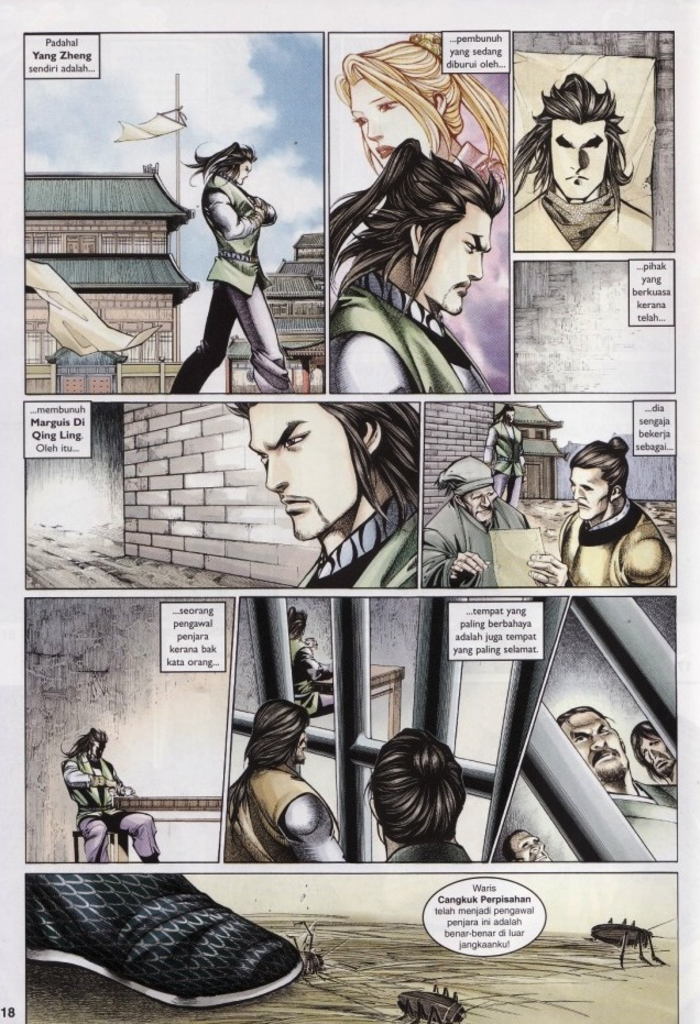 Padahal
Yang Zheng
sendiri adalah...
...pembunuh
yang sedang
diburui oleh...
...pihak
yang
berkuasa
kerana
telah...
...membunuh
Marguis Di
Qing Ling.
Oleh itu...
...dia
sengaja
bekerja
sebagai...
...seorang
pengawal
penjara
kerana bak
kata orang...
...tempat yang
paling berbahaya
adalah juga tempat
yang paling selamat.
Waris
Cangkuk Perpisahan
telah menjadi pengawal
penjara ini adalah
benar-benar di luar
jangkaanku!
18